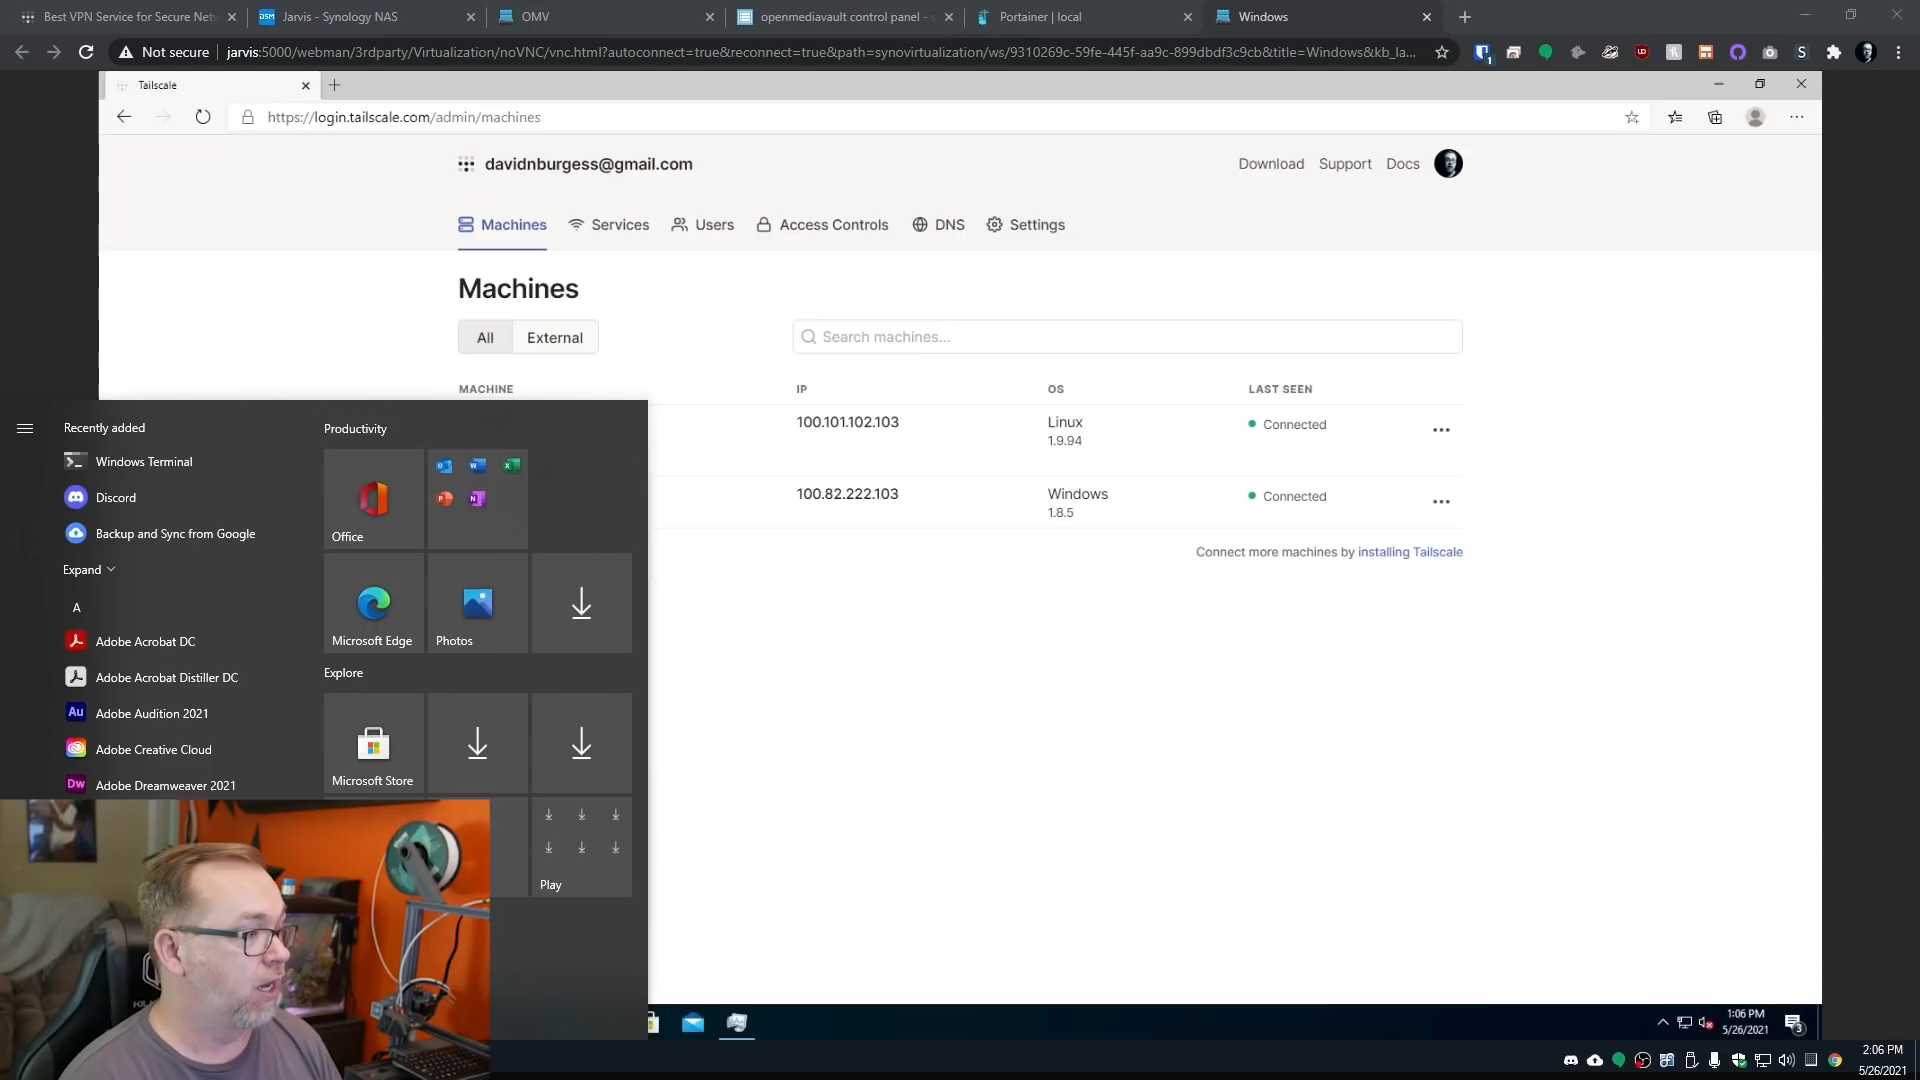 Best VPN Service for Secure Net
Jarvis - Synology NAS
OMV
openmediavault control panel - s
Portainer | local
Windows
Not secure
jarvis:5000/webman/3rdparty/Virtualization/noVNC/vnc.html?autoconnect=true&reconnect=true&path=synovirtualization/ws/9310269c-59fe-445f-aa9c-899dbdf3c9cb&title=Windows&kb_la...
Tailscale
https://login.tailscale.com/admin/machines
davidnburgess@gmail.com
Download
Support
Docs
Machines
Services
Users
Access Controls
DNS
Settings
Machines
All
External
Search machines...
MACHINE
IP
OS
LAST SEEN
100.101.102.103
Linux
1.9.94
Connected
100.82.222.103
Windows
1.8.5
Connected
Connect more machines by installing Tailscale
Recently added
Windows Terminal
Discord
Backup and Sync from Google
Expand
A
Adobe Acrobat DC
Adobe Acrobat Distiller DC
Adobe Audition 2021
Adobe Creative Cloud
Adobe Dreamweaver 2021
Productivity
Office
Microsoft Edge
Photos
Explore
Microsoft Store
Play
1:06 PM
5/26/2021
3
2:06 PM
5/26/2021